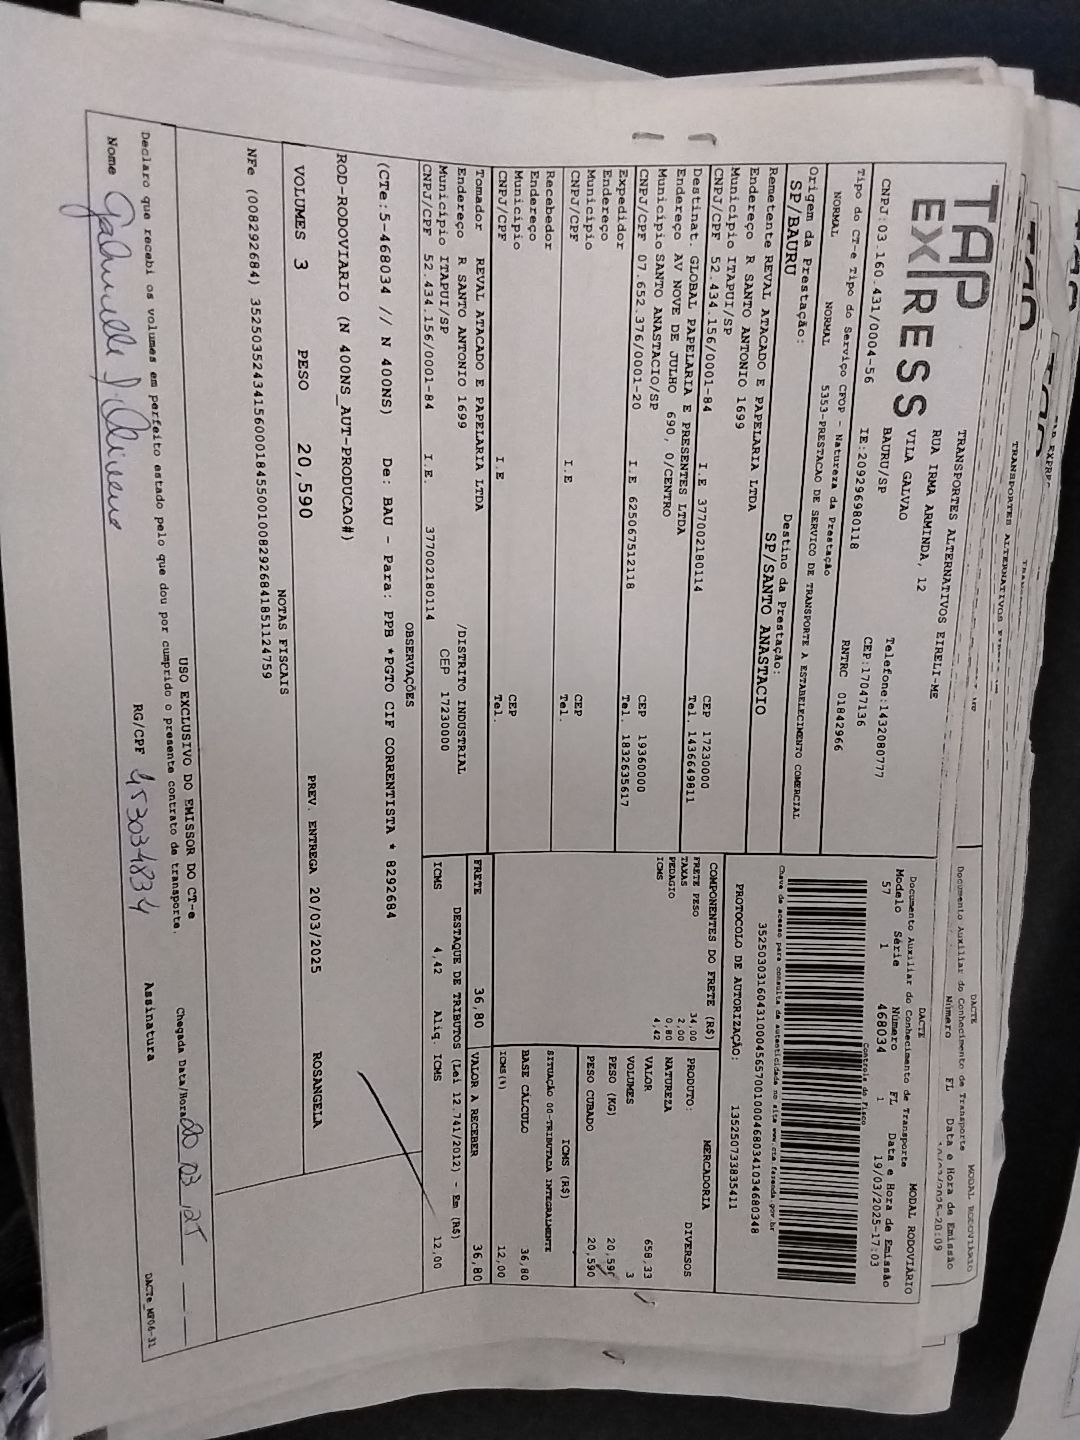 TAP EXPRESS
TRANSPORTES ALTERNATIVOS EIRELI-ME
RUA IRMA ARMINDA, 12
VILA GALVAO
BAURU/SP
CNPJ:03.160.431/0004-56 IE:209296980118 CEP:17047136
Telefone:1432080777
DACTE MODAL RODOVIÁRIO
Documento Auxiliar do Conhecimento de Transporte
Modelo Série Número FL Data e Hora de Emissão
57 1 468034 1 19/03/2025-17:03
Controle do Fisco
Tipo do CT-e Tipo do Serviço CFOP - Natureza da Prestação RNTRC 01842966
NORMAL NORMAL 5353-PRESTACAO DE SERVICO DE TRANSPORTE A ESTABELECIMENTO COMERCIAL
Chave de acesso para consulta de autenticidade no site www.cte.fazenda.gov.br
35250303160431000456570010004680341034680348
PROTOCOLO DE AUTORIZAÇÃO: 135250733835411
Origem da Prestação: Destino da Prestação:
SP/BAURU SP/SANTO ANASTACIO
Remetente REVAL ATACADO E PAPELARIA LTDA
Endereço R SANTO ANTONIO 1699
Município ITAPUI/SP CEP 17230000
CNPJ/CPF 52.434.156/0001-84 I.E 377002180114 Tel. 1436649811
Destinat. GLOBAL PAPELARIA E PRESENTES LTDA
Endereço AV NOVE DE JULHO 690, 0/CENTRO
Município SANTO ANASTACIO/SP CEP 19360000
CNPJ/CPF 07.652.376/0001-20 I.E 625067512118 Tel. 1832635617
Expedidor
Endereço
Município CEP
CNPJ/CPF I.E Tel.
Recebedor
Endereço
Município CEP
CNPJ/CPF I.E Tel.
Tomador REVAL ATACADO E PAPELARIA LTDA
Endereço R SANTO ANTONIO 1699 /DISTRITO INDUSTRIAL
Município ITAPUI/SP CEP 17230000
CNPJ/CPF 52.434.156/0001-84 I.E. 377002180114
COMPONENTES DO FRETE (R$)
FRETE PESO 34,00
TAXAS 2,00
PEDAGIO 0,80
ICMS 4,42
MERCADORIA
PRODUTO: DIVERSOS
NATUREZA
VALOR 658,33
VOLUMES 3
PESO (KG) 20,590
PESO CUBADO 20,590
ICMS (R$)
SITUAÇÃO 00-TRIBUTADA INTEGRALMENTE
BASE CÁLCULO 36,80
ICMS(%) 12,00
FRETE 36,80 VALOR A RECEBER 36,80
DESTAQUE DE TRIBUTOS (Lei 12.741/2012) - Em (R$)
ICMS 4,42 Aliq. ICMS 12,00
OBSERVAÇÕES
(CTe:5-468034 // N 400NS) De: BAU - Para: PPB *PGTO CIF CORRENTISTA * 8292684
ROD-RODOVIARIO (N 400NS_AUT-PRODUCAO#)
VOLUMES 3 PESO 20,590 PREV. ENTREGA 20/03/2025 ROSANGELA
NOTAS FISCAIS
NFe (008292684) 35250352434156000184550010082926841851124759
USO EXCLUSIVO DO EMISSOR DO CT-e
Declaro que recebi os volumes em perfeito estado pelo que dou por cumprido o presente contrato de transporte. Chegada Data/Hora 20 03 25
Nome RG/CPF 453034834 Assinatura
DACTe_MP06-31